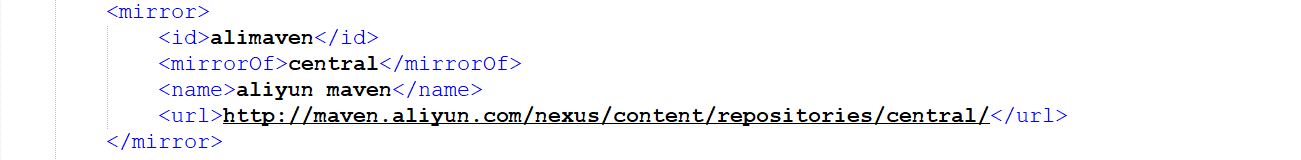 <mirror>
<id>alimaven</id>
<mirrorOf>central</mirrorOf>
<name>aliyun maven</name>
<url>http://maven.aliyun.com/nexus/content/repositories/central/</url>
</mirror>